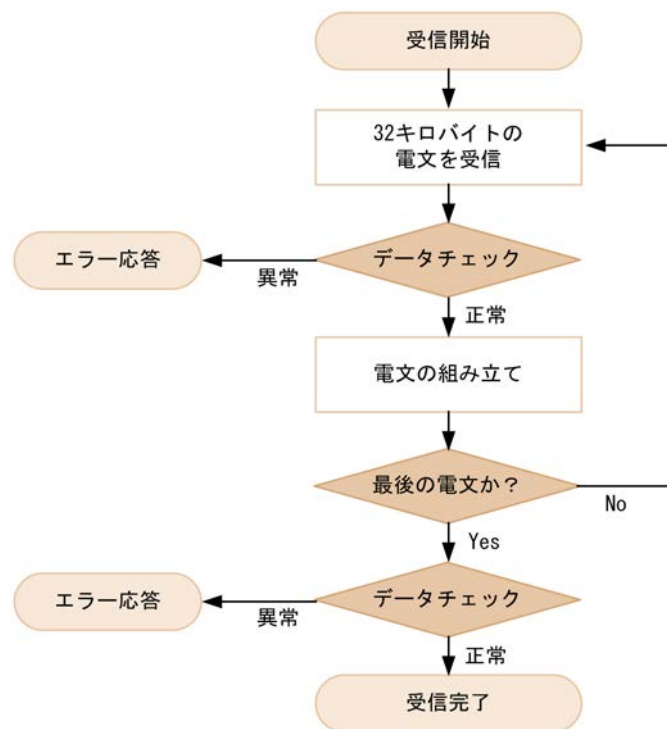 受信開始
32キロバイトの
電文を受信
データチェック
エラー応答
異常
正常
電文の組み立て
最後の電文か？
No
Yes
データチェック
エラー応答
異常
正常
受信完了